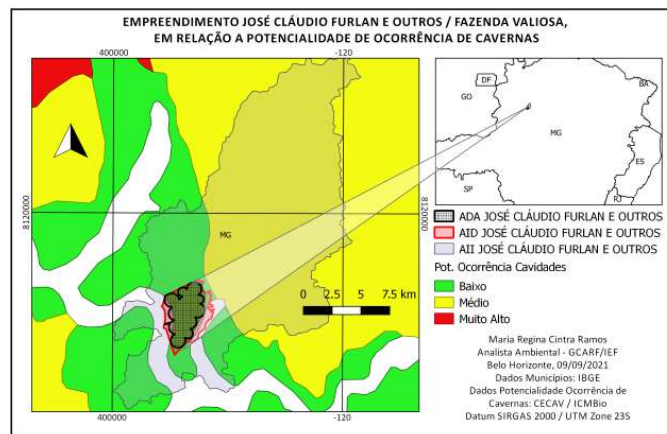 EMPREENDIMENTO JOSÉ CLÁUDIO FURLAN E OUTROS / FAZENDA VALIOSA,
EM RELAÇÃO A POTENCIALIDADE DE OCORRÊNCIA DE CAVERNAS
400000
-120
8120000
MG
0 2.5 5 7.5 km
400000
-120
DF
GO
BA
MG
ES
SP
RJ
8120000
ADA JOSÉ CLÁUDIO FURLAN E OUTROS
AID JOSÉ CLÁUDIO FURLAN E OUTROS
AII JOSÉ CLÁUDIO FURLAN E OUTROS
Pot. Ocorrência Cavidades
Baixo
Médio
Muito Alto
Maria Regina Cintra Ramos
Analista Ambiental - GCARF/IEF
Belo Horizonte, 09/09/2021
Dados Municípios: IBGE
Dados Potencialidade Ocorrência de
Cavernas: CECAV / ICMBio
Datum SIRGAS 2000 / UTM Zone 23S